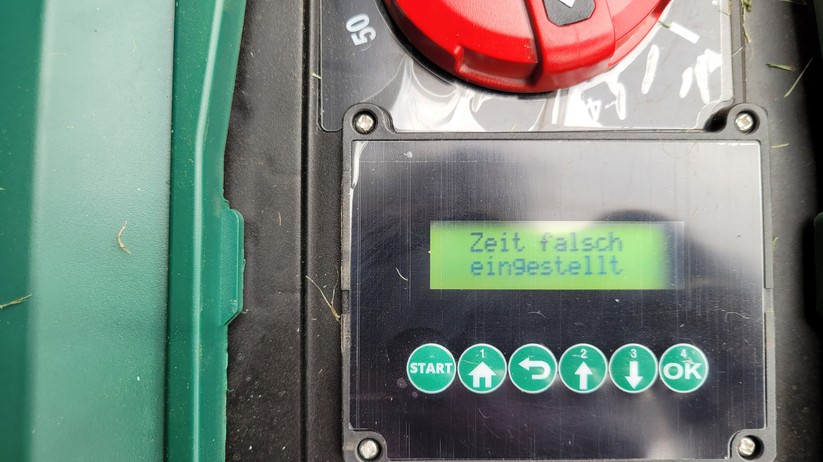 50
Zeit falsch
eingestellt
START
1
2
3
4
OK